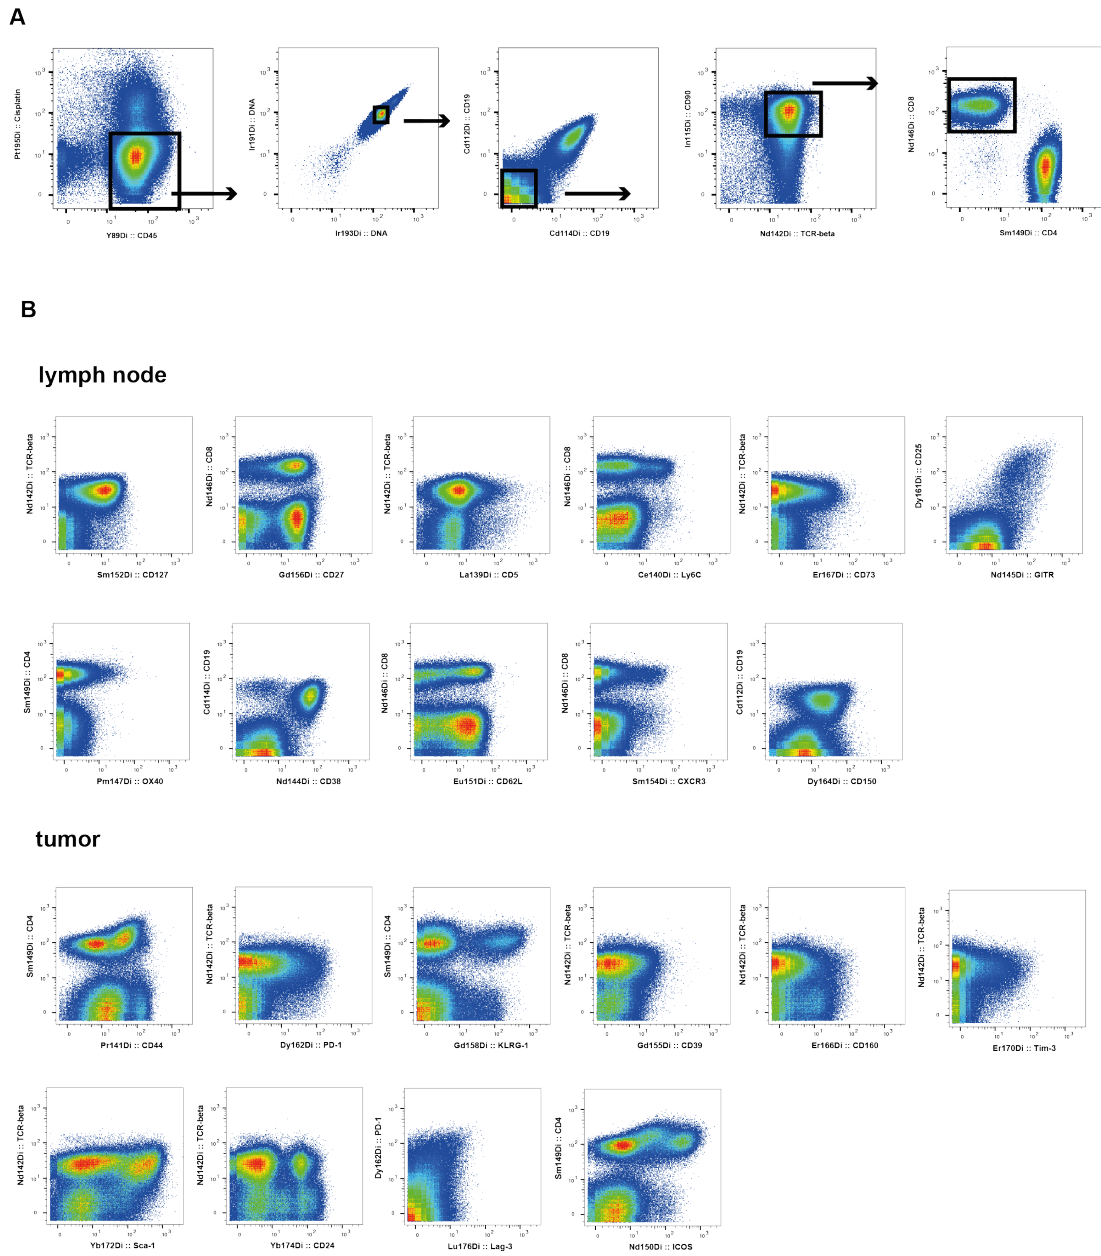 A
Pt195Di :: Cisplatin
Y89Di :: CD45
Ir191Di :: DNA
Ir193Di :: DNA
Cd112Di :: CD19
Cd114Di :: CD19
In115Di :: CD90
Nd142Di :: TCR-beta
Nd146Di :: CD8
Sm149Di :: CD4
B
lymph node
Nd142Di :: TCR-beta
Sm152Di :: CD127
Nd146Di :: CD8
Gd156Di :: CD27
Nd142Di :: TCR-beta
La139Di :: CD5
Nd146Di :: CD8
Ce140Di :: Ly6C
Nd142Di :: TCR-beta
Er167Di :: CD73
Dy161Di :: CD25
Nd145Di :: GITR
Sm149Di :: CD4
Pm147Di :: OX40
Cd114Di :: CD19
Nd144Di :: CD38
Nd146Di :: CD8
Eu151Di :: CD62L
Nd146Di :: CD8
Sm154Di :: CXCR3
Cd112Di :: CD19
Dy164Di :: CD150
tumor
Sm149Di :: CD4
Pr141Di :: CD44
Nd142Di :: TCR-beta
Dy162Di :: PD-1
Sm149Di :: CD4
Gd158Di :: KLRG-1
Nd142Di :: TCR-beta
Gd155Di :: CD39
Nd142Di :: TCR-beta
Er166Di :: CD160
Nd142Di :: TCR-beta
Er170Di :: Tim-3
Nd142Di :: TCR-beta
Yb172Di :: Sca-1
Nd142Di :: TCR-beta
Yb174Di :: CD24
Dy162Di :: PD-1
Lu176Di :: Lag-3
Sm149Di :: CD4
Nd150Di :: ICOS